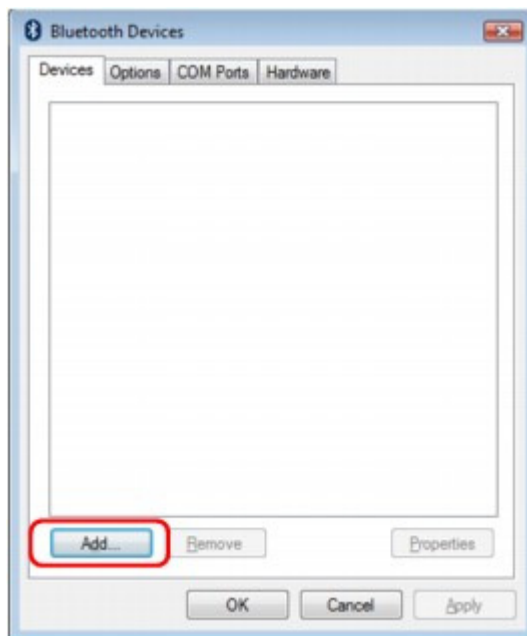 Bluetooth Devices
Devices Options COM Ports Hardware
Add... Remove Properties
OK Cancel Apply